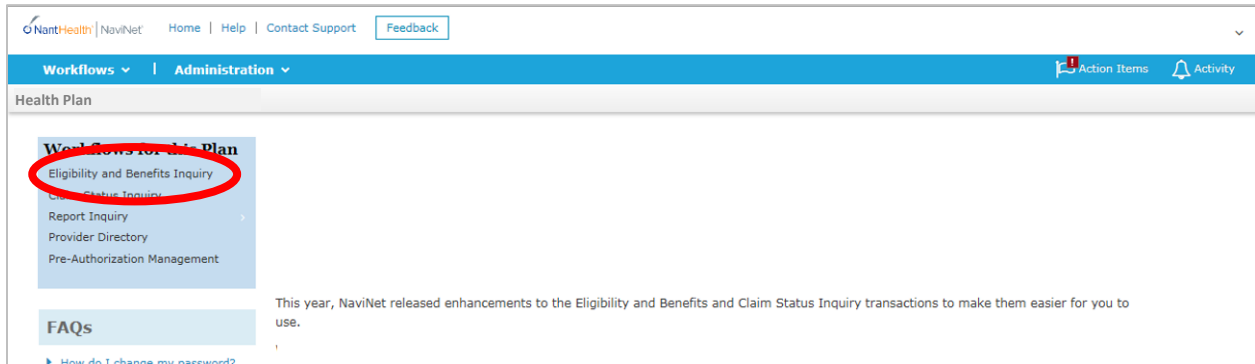 NantHealth | NaviNet Home | Help | Contact Support Feedback
Workflows | Administration Action Items Activity
Health Plan
Workflows for this Plan
Eligibility and Benefits Inquiry
Claim Status Inquiry
Report Inquiry
Provider Directory
Pre-Authorization Management
This year, NaviNet released enhancements to the Eligibility and Benefits and Claim Status Inquiry transactions to make them easier for you to
use.
FAQs
How do I change my password?